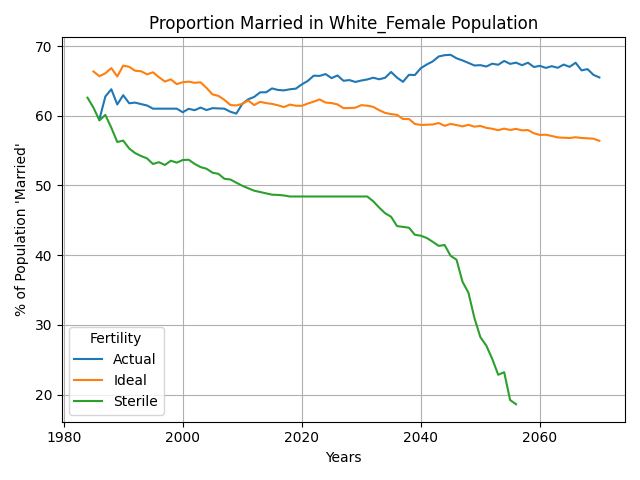 Proportion Married in White_Female Population
% of Population 'Married'
70
60
50
40
30
20
Fertility
Actual
Ideal
Sterile
1980
2000
2020
2040
2060
Years